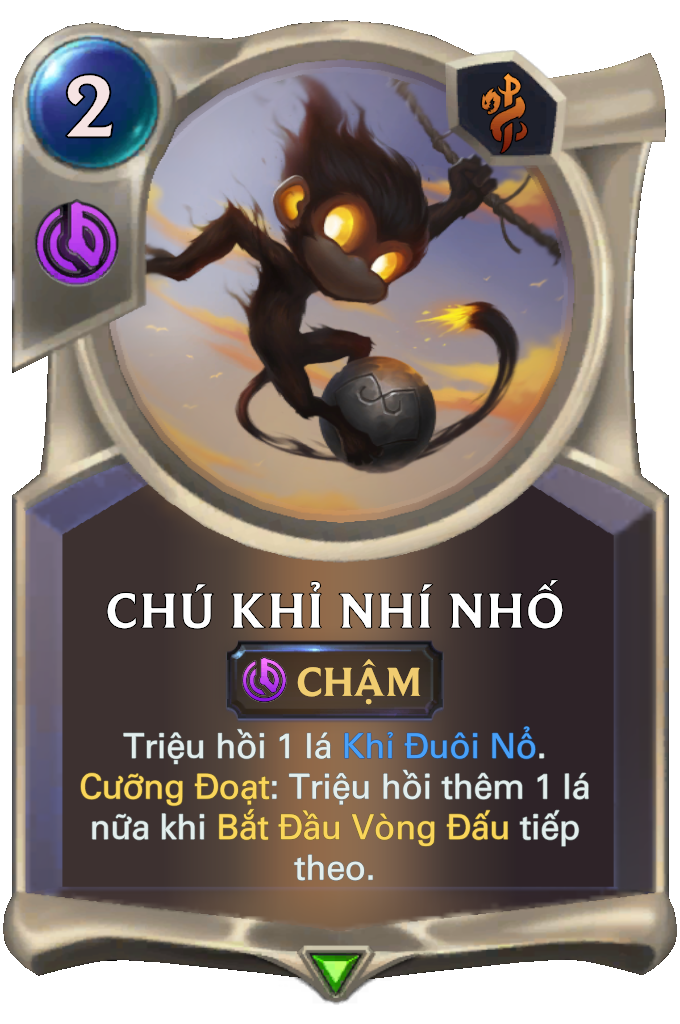 2
CHÚ KHỈ NHÍ NHỐ
CHẬM
Triệu hồi 1 lá Khỉ Đuôi Nổ.
Cưỡng Đoạt: Triệu hồi thêm 1 lá
nữa khi Bắt Đầu Vòng Đấu tiếp
theo.